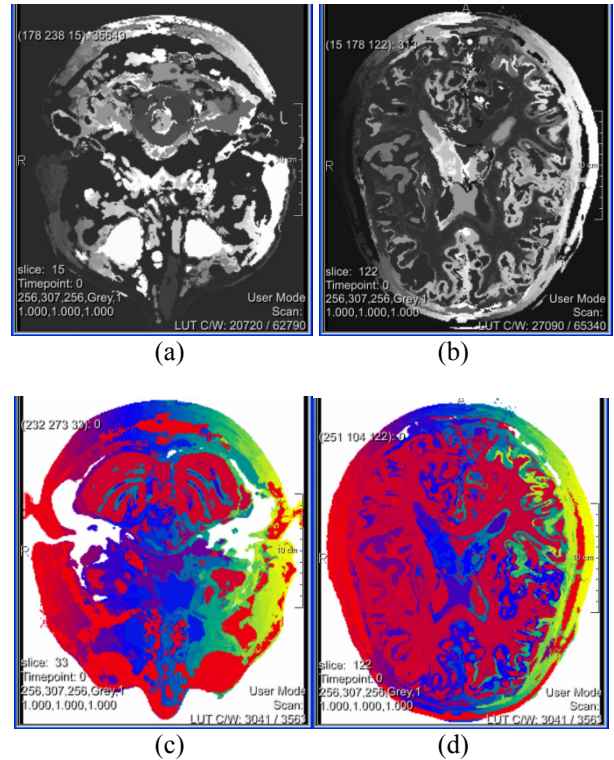 (178 238 15): 35640
L
10 cm
R
slice: 15
Timepoint: 0
256,307,256,Grey,1
1.000,1.000,1.000
User Mode
Scan:
LUT C/W: 20720 / 62790
(a)
A
(15 178 122): 313
10 cm
R
slice: 122
Timepoint: 0
256,307,256,Grey,1
1.000,1.000,1.000
User Mode
Scan:
LUT C/W: 27090 / 65340
(b)
(232 273 33): 0
R
10 cm
slice: 33
Timepoint: 0
256,307,256,Grey,1
1.000,1.000,1.000
User Mode
Scan:
LUT C/W: 3041 / 3563
(c)
A
(251 104 122): 0
R
10 cm
slice: 122
Timepoint: 0
256,307,256,Grey,1
1.000,1.000,1.000
User Mode
Scan:
LUT C/W: 3041 / 3563
(d)